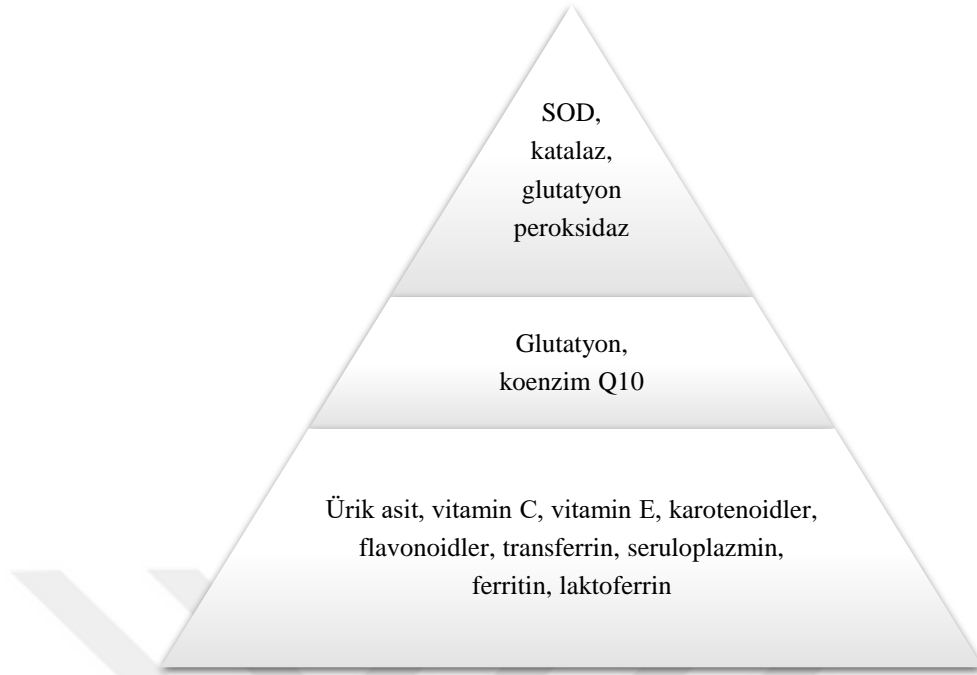 SOD,
katalaz,
glutatyon
peroksidaz
Glutatyon,
koenzim Q10
Ürik asit, vitamin C, vitamin E, karotenoidler,
flavonoidler, transferrin, seruloplazmin,
ferritin, laktoferrin